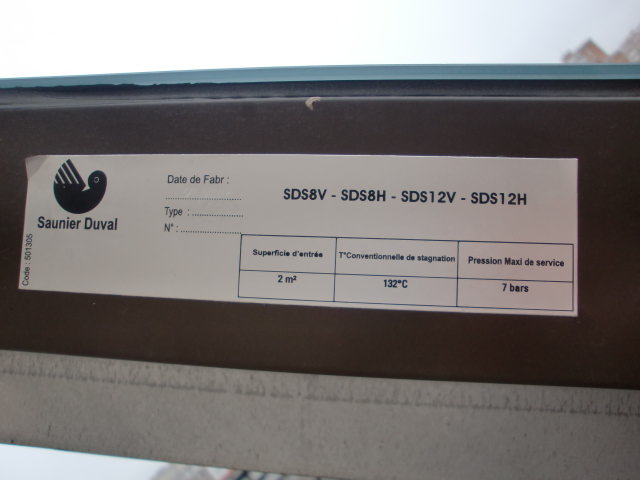 Saunier Duval
Code : 501305
Date de Fabr :
Type :
N° :
SDS8V - SDS8H - SDS12V - SDS12H
Superficie d'entrée
T°Conventionnelle de stagnation
Pression Maxi de service
2 m²
132°C
7 bars